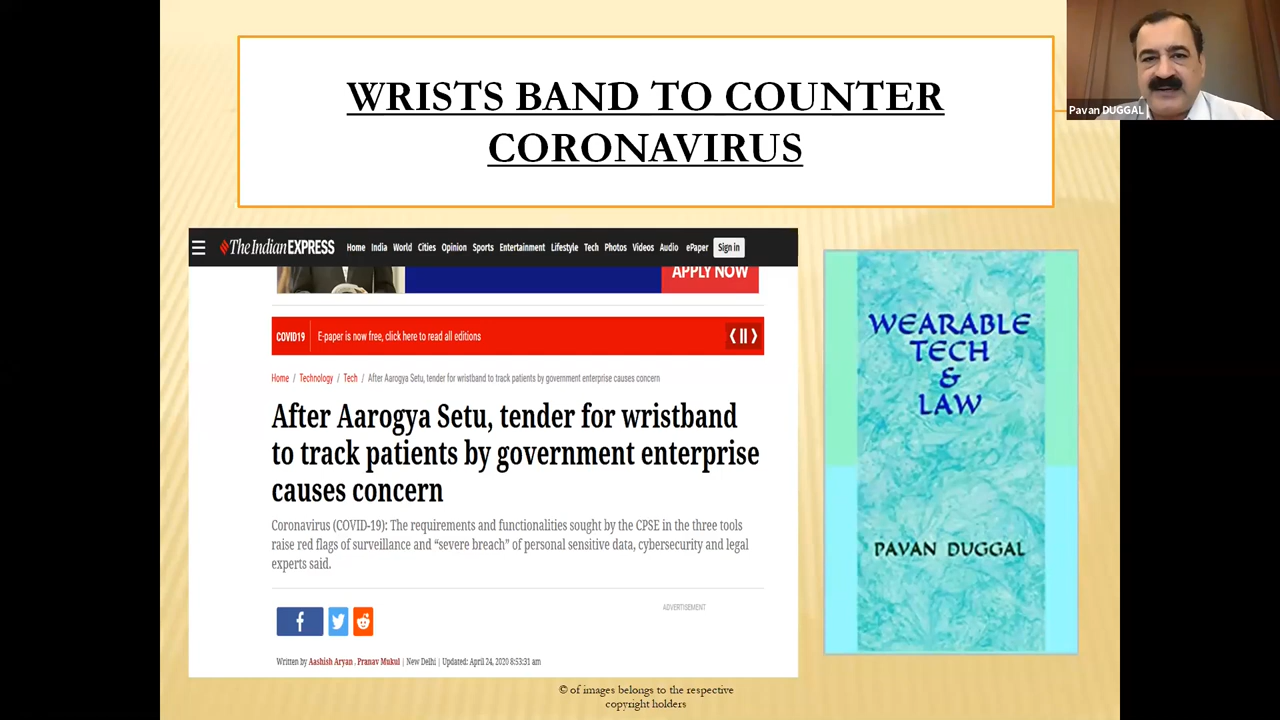 WRISTS BAND TO COUNTER
CORONAVIRUS
Pavan DUGGAL
The Indian EXPRESS Home India World Cities Opinion Sports Entertainment Lifestyle Tech Photos Videos Audio ePaper Sign in
APPLY NOW
COVID19 E-paper is now free, click here to read all editions
Home / Technology / Tech / After Aarogya Setu, tender for wristband to track patients by government enterprise causes concern
After Aarogya Setu, tender for wristband
to track patients by government enterprise
causes concern
Coronavirus (COVID-19): The requirements and functionalities sought by the CPSE in the three tools
raise red flags of surveillance and “severe breach” of personal sensitive data, cybersecurity and legal
experts said.
ADVERTISEMENT
Written by Aashish Aryan , Pranav Mukul | New Delhi | Updated: April 24, 2020 8:53:31 am
WEARABLE
TECH
&
LAW
PAVAN DUGGAL
© of images belongs to the respective
copyright holders